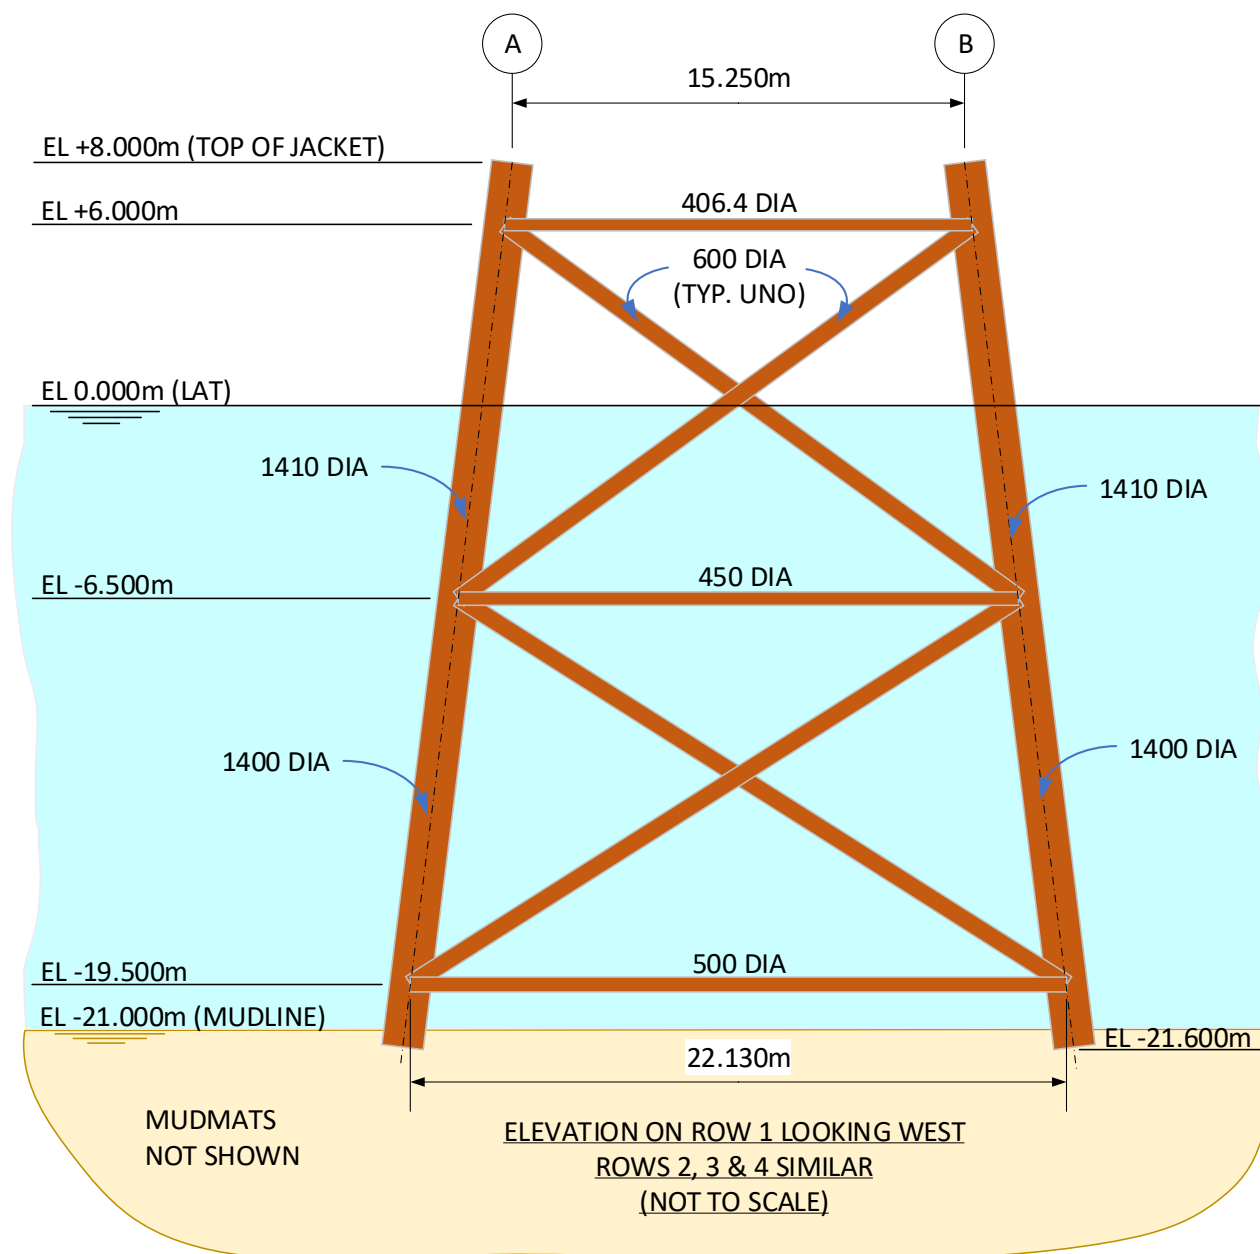 A
B
15.250m
EL +8.000m (TOP OF JACKET)
EL +6.000m
406.4 DIA
600 DIA
(TYP. UNO)
EL 0.000m (LAT)
1410 DIA
1410 DIA
EL -6.500m
450 DIA
1400 DIA
1400 DIA
EL -19.500m
500 DIA
EL -21.000m (MUDLINE)
EL -21.600m
22.130m
MUDMATS
NOT SHOWN
ELEVATION ON ROW 1 LOOKING WEST
ROWS 2, 3 & 4 SIMILAR
(NOT TO SCALE)